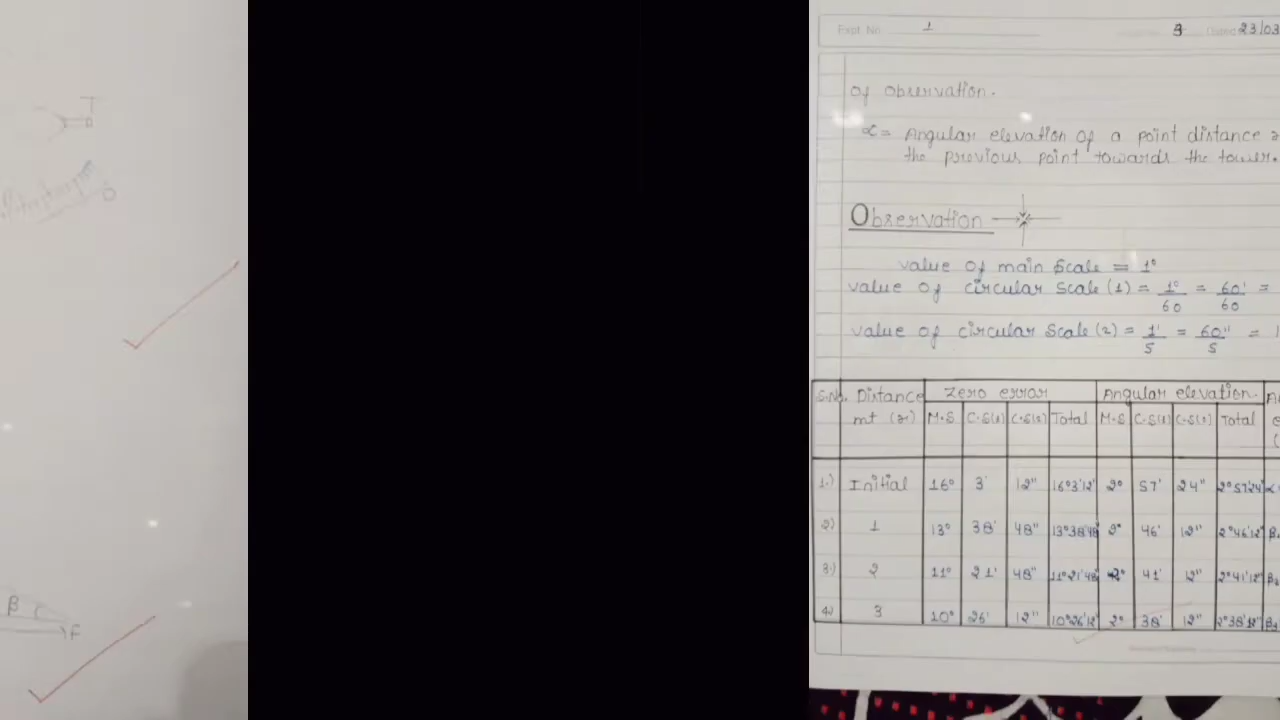 T
O
B C
F
Expt. No. 1
3
Date 23/03
of observation.
α = Angular elevation of a point distance
the previous point towards the tower.
Observation
value of main scale = 1°
value of circular scale (1) = 1°/60 = 60'/60 =
value of circular scale (2) = 1'/5 = 60"/5 = 1
S.No. Distance mt (x) Zero error Angular elevation.
M.S C.S(1) C.S(2) Total M.S C.S(1) C.S(2) Total
1.) Initial 16° 3' 12" 16°3'12" 2° 57' 24" 2°57'24"
2) 1 13° 38' 48" 13°38'48" 2° 46' 12" 2°46'12"
3.) 2 11° 21' 48" 11°21'48" 2° 41' 12" 2°41'12"
4) 3 10° 26' 12" 10°26'12" 2° 38' 12" 2°38'12"